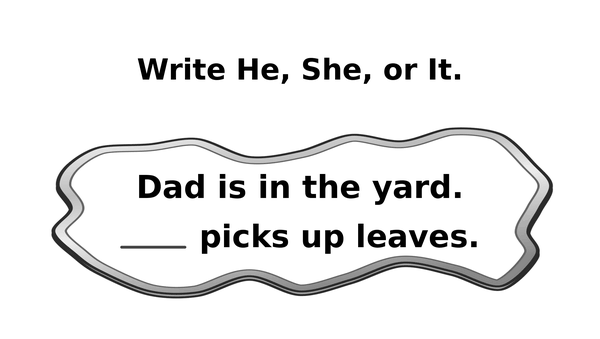 Write He, She, or It.
Dad is in the yard.
____ picks up leaves.